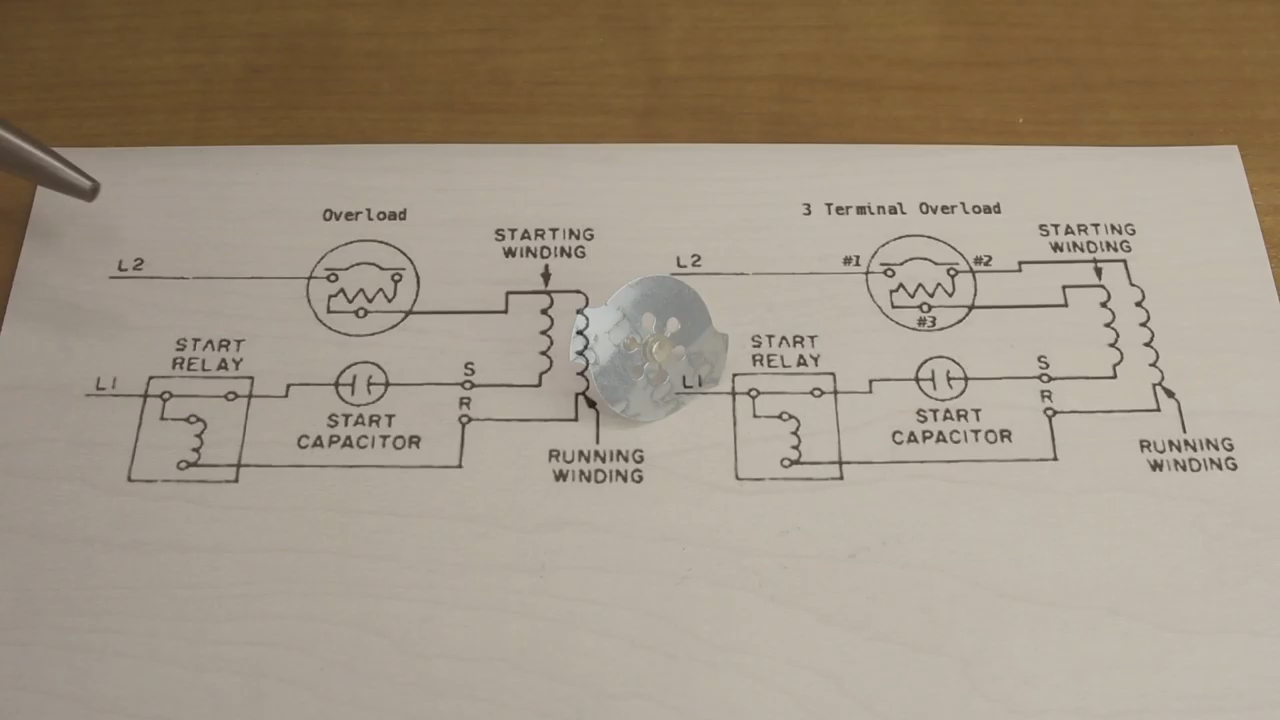 Overload
STARTING
WINDING
L2
START
RELAY
L1
START
CAPACITOR
S
R
RUNNING
WINDING
3 Terminal Overload
STARTING
WINDING
L2
#1
#2
#3
START
RELAY
L1
START
CAPACITOR
S
R
RUNNING
WINDING